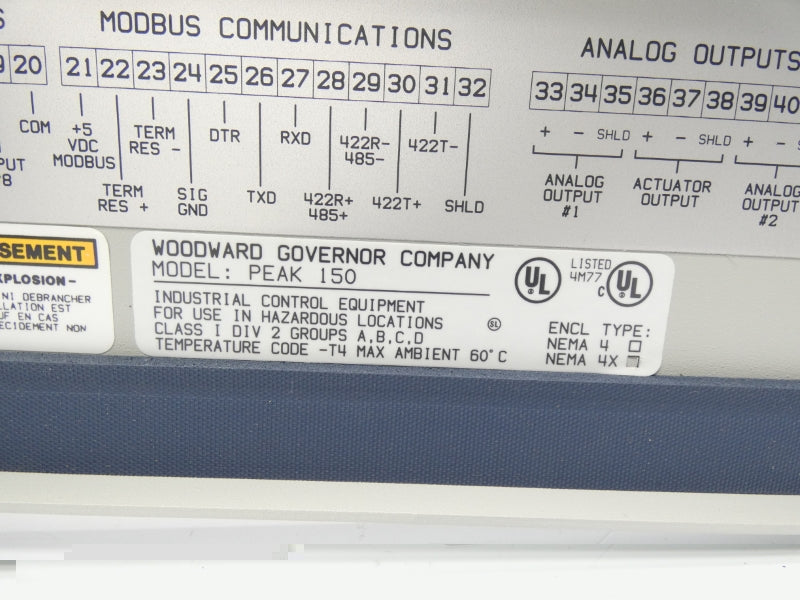 MODBUS COMMUNICATIONS
ANALOG OUTPUTS
20 21 22 23 24 25 26 27 28 29 30 31 32
33 34 35 36 37 38 39 40
COM
+5
VDC
MODBUS
TERM
RES +
TERM
RES -
SIG
GND
DTR
TXD
RXD
422R+
485+
422R-
485-
422T+
422T-
SHLD
+ - SHLD + - SHLD + -
ANALOG
OUTPUT
#1
ACTUATOR
OUTPUT
ANALOG
OUTPUT
#2
SEMENT
XPLOSION-
NI DEBRANCHER
LLATION EST
UF EN CAS
ECIDEMENT NON
WOODWARD GOVERNOR COMPANY
MODEL: PEAK 150
INDUSTRIAL CONTROL EQUIPMENT
FOR USE IN HAZARDOUS LOCATIONS
CLASS I DIV 2 GROUPS A,B,C,D
TEMPERATURE CODE -T4 MAX AMBIENT 60°C
UL
LISTED
4M77
C UL
ENCL TYPE:
NEMA 4
NEMA 4X